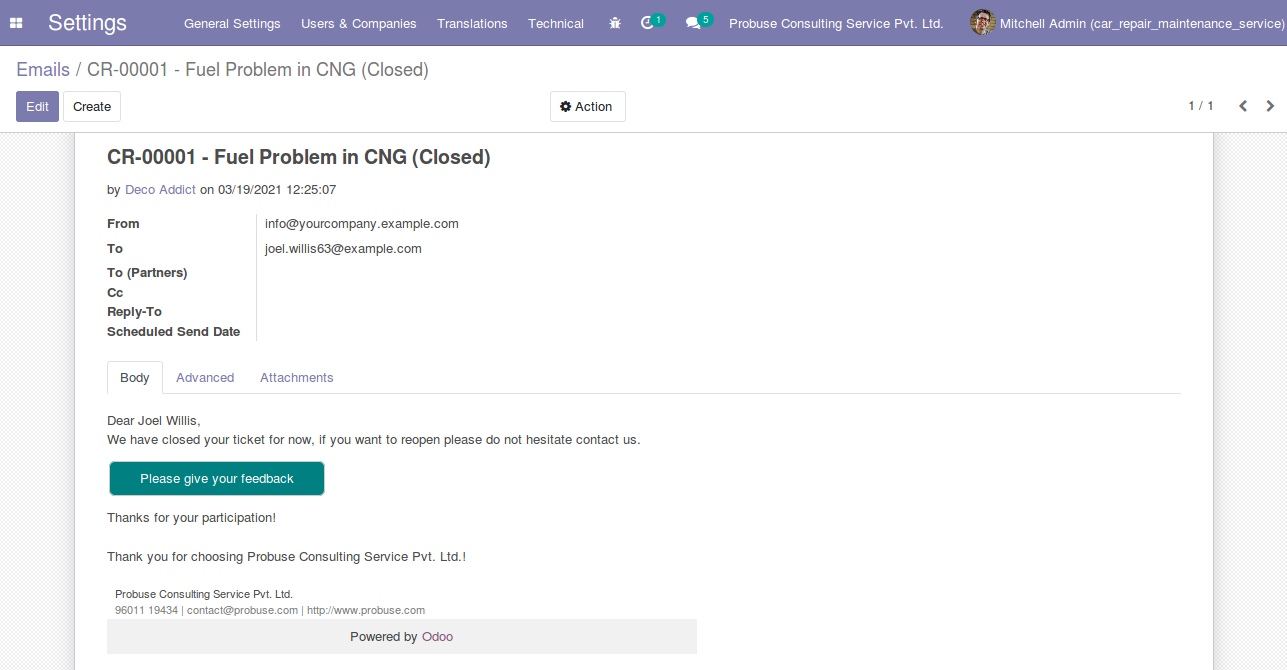 Settings General Settings Users & Companies Translations Technical 1 5 Probuse Consulting Service Pvt. Ltd. Mitchell Admin (car_repair_maintenance_service)
Emails / CR-00001 - Fuel Problem in CNG (Closed)
Edit Create Action 1 / 1
CR-00001 - Fuel Problem in CNG (Closed)
by Deco Addict on 03/19/2021 12:25:07
From info@yourcompany.example.com
To joel.willis63@example.com
To (Partners)
Cc
Reply-To
Scheduled Send Date
Body Advanced Attachments
Dear Joel Willis,
We have closed your ticket for now, if you want to reopen please do not hesitate contact us.
Please give your feedback
Thanks for your participation!
Thank you for choosing Probuse Consulting Service Pvt. Ltd.!
Probuse Consulting Service Pvt. Ltd.
96011 19434 | contact@probuse.com | http://www.probuse.com
Powered by Odoo